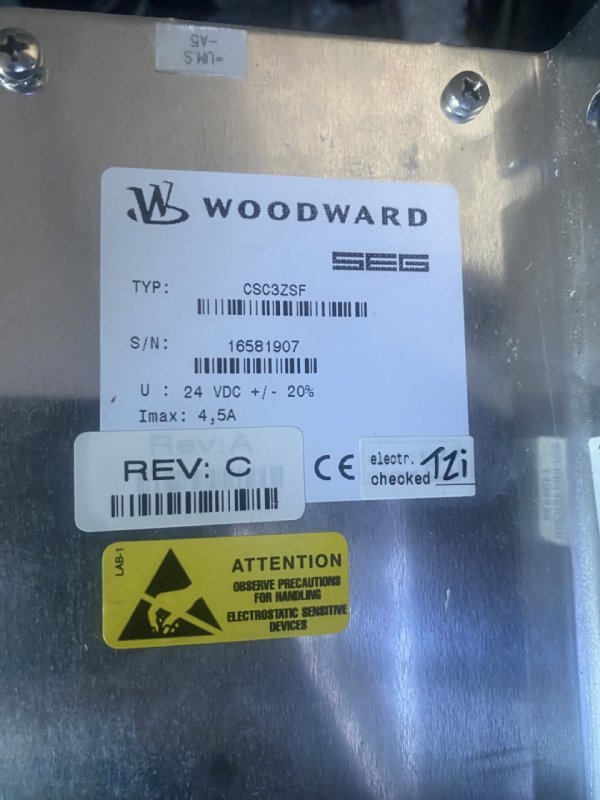 =UM.S
-A5
WOODWARD
SEG
TYP: CSC3ZSF
S/N: 16581907
U : 24 VDC +/- 20%
Imax: 4,5A
Rev:A
REV: C
CE
electr.
checked TZi
LAB-1
ATTENTION
OBSERVE PRECAUTIONS
FOR HANDLING
ELECTROSTATIC SENSITIVE
DEVICES